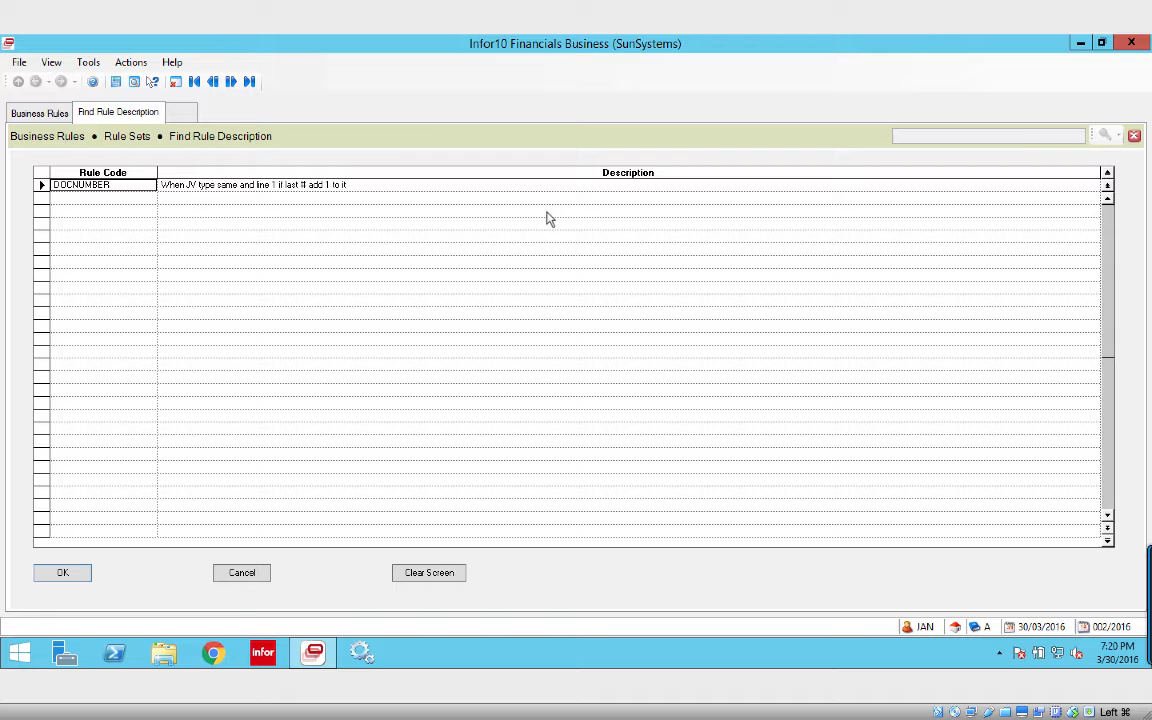 Infor10 Financials Business (SunSystems)
File View Tools Actions Help
Business Rules Find Rule Description
Business Rules • Rule Sets • Find Rule Description
Rule Code Description
DOCNUMBER When JV type same and line 1 if last # add 1 to it
OK Cancel Clear Screen
JAN A 30/03/2016 002/2016
infor
7:20 PM
3/30/2016
Left ⌘